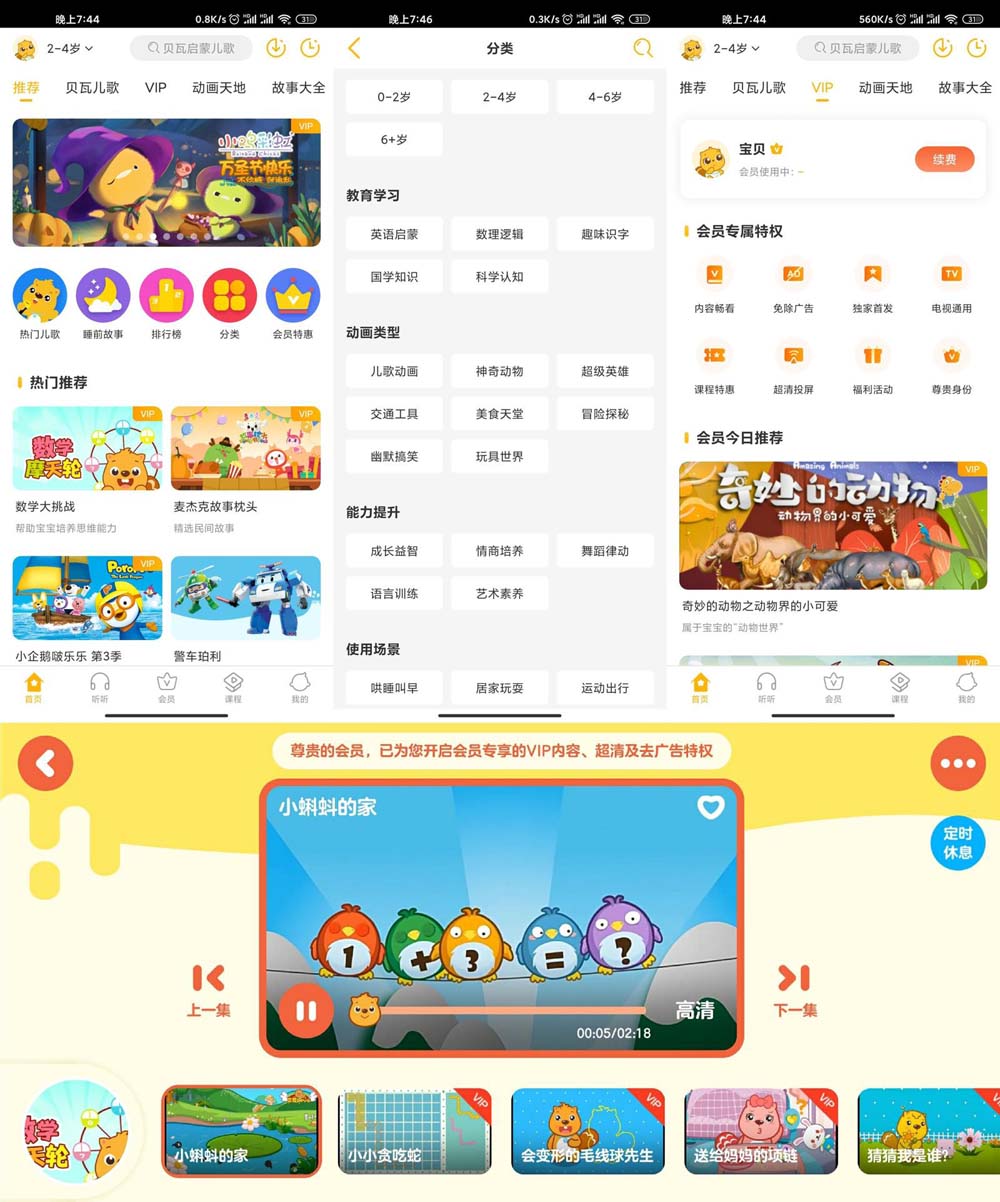 晚上7:44
0.8K/s
31
2-4岁
贝瓦启蒙儿歌
推荐
贝瓦儿歌
VIP
动画天地
故事大全
VIP
小鸡彩虹
Rainbow Chicks
万圣节快乐
不给糖 就捣乱
热门儿歌
睡前故事
排行榜
分类
会员特惠
热门推荐
VIP
数学
摩天轮
VIP
数学大挑战
麦杰克故事枕头
帮助宝宝培养思维能力
精选民间故事
VIP
Pororo
The Little Penguin
小企鹅啵乐乐 第3季
警车珀利
首页
听听
会员
课程
我的
晚上7:46
0.3K/s
31
分类
0-2岁
2-4岁
4-6岁
6+岁
教育学习
英语启蒙
数理逻辑
趣味识字
国学知识
科学认知
动画类型
儿歌动画
神奇动物
超级英雄
交通工具
美食天堂
冒险探秘
幽默搞笑
玩具世界
能力提升
成长益智
情商培养
舞蹈律动
语言训练
艺术素养
使用场景
哄睡叫早
居家玩耍
运动出行
晚上7:44
560K/s
31
2-4岁
贝瓦启蒙儿歌
推荐
贝瓦儿歌
VIP
动画天地
故事大全
宝贝
会员使用中：-
续费
会员专属特权
AD
TV
内容畅看
免除广告
独家首发
电视通用
课程特惠
超清投屏
福利活动
尊贵身份
会员今日推荐
VIP
Amazing Animals
奇妙的动物
动物界的小可爱
奇妙的动物之动物界的小可爱
属于宝宝的“动物世界”
VIP
首页
听听
会员
课程
我的
尊贵的会员，已为您开启会员专享的VIP内容、超清及去广告特权
小蝌蚪的家
定时
休息
1
+
3
=
?
上一集
高清
00:05/02:18
下一集
数学
天轮
小蝌蚪的家
VIP
小小贪吃蛇
VIP
会变形的毛线球先生
VIP
送给妈妈的项链
猜猜我是谁？